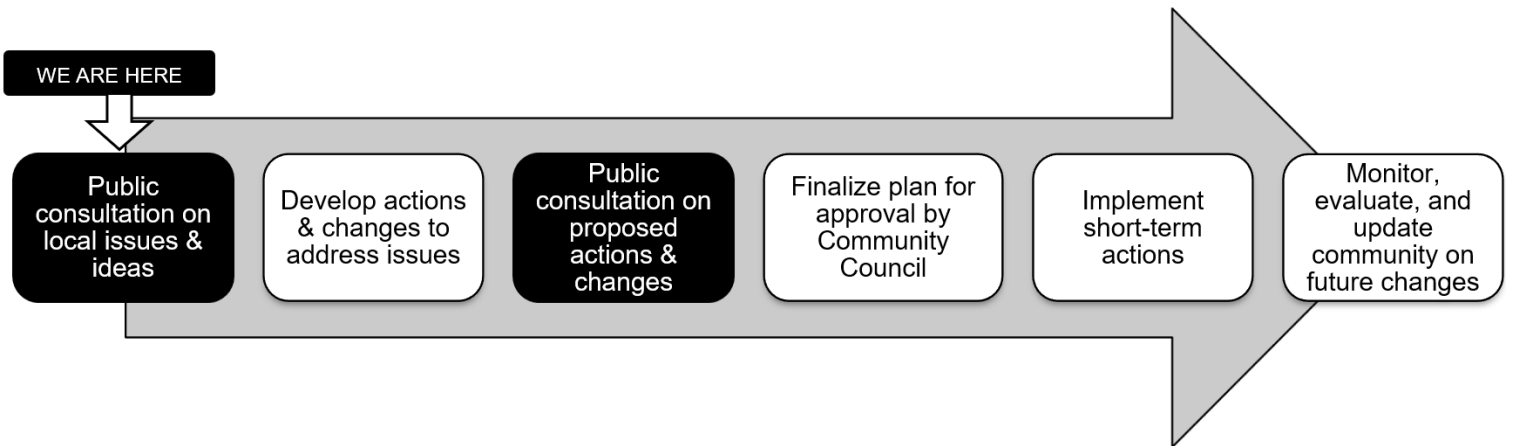 WE ARE HERE
Public
consultation on
local issues &
ideas
Develop actions
& changes to
address issues
Public
consultation on
proposed
actions &
changes
Finalize plan for
approval by
Community
Council
Implement
short-term
actions
Monitor,
evaluate, and
update
community on
future changes